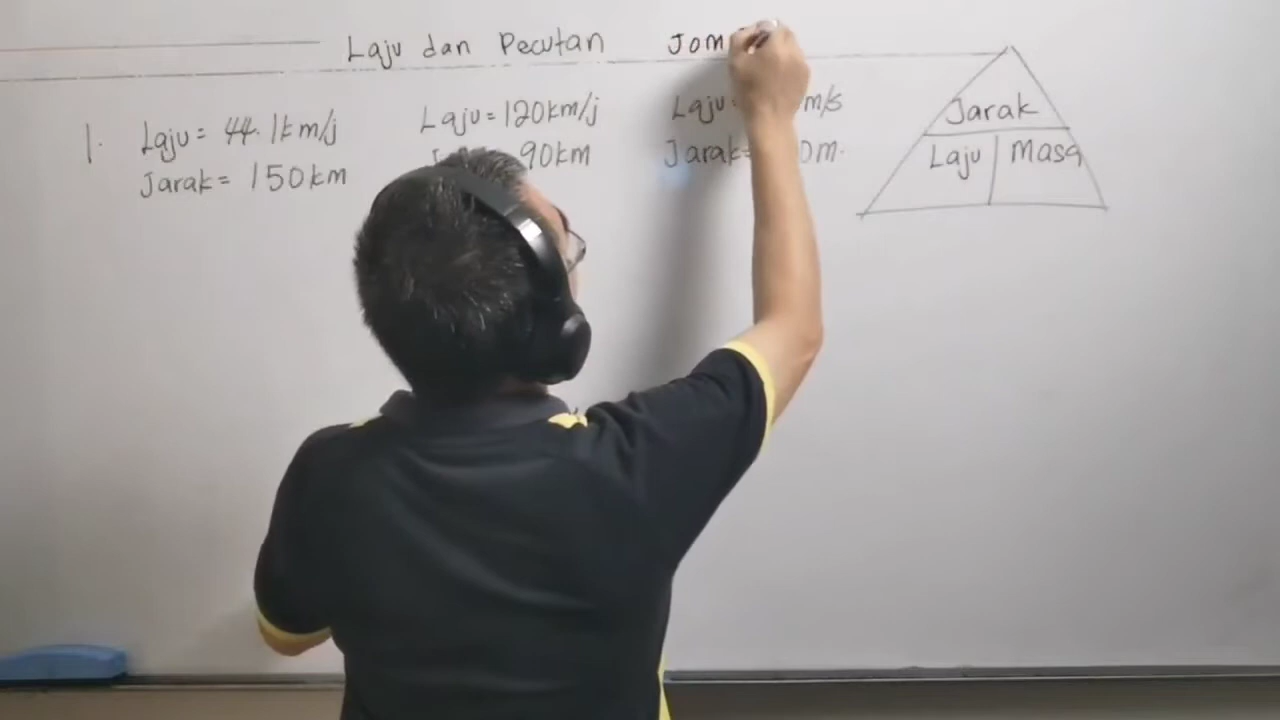 Laju dan Pecutan Jom
1. Laju = 44.1km/j
Jarak = 150km
Laju = 120km/j
90km
Laju m/s
Jarak= 0m.
Jarak
Laju Masa